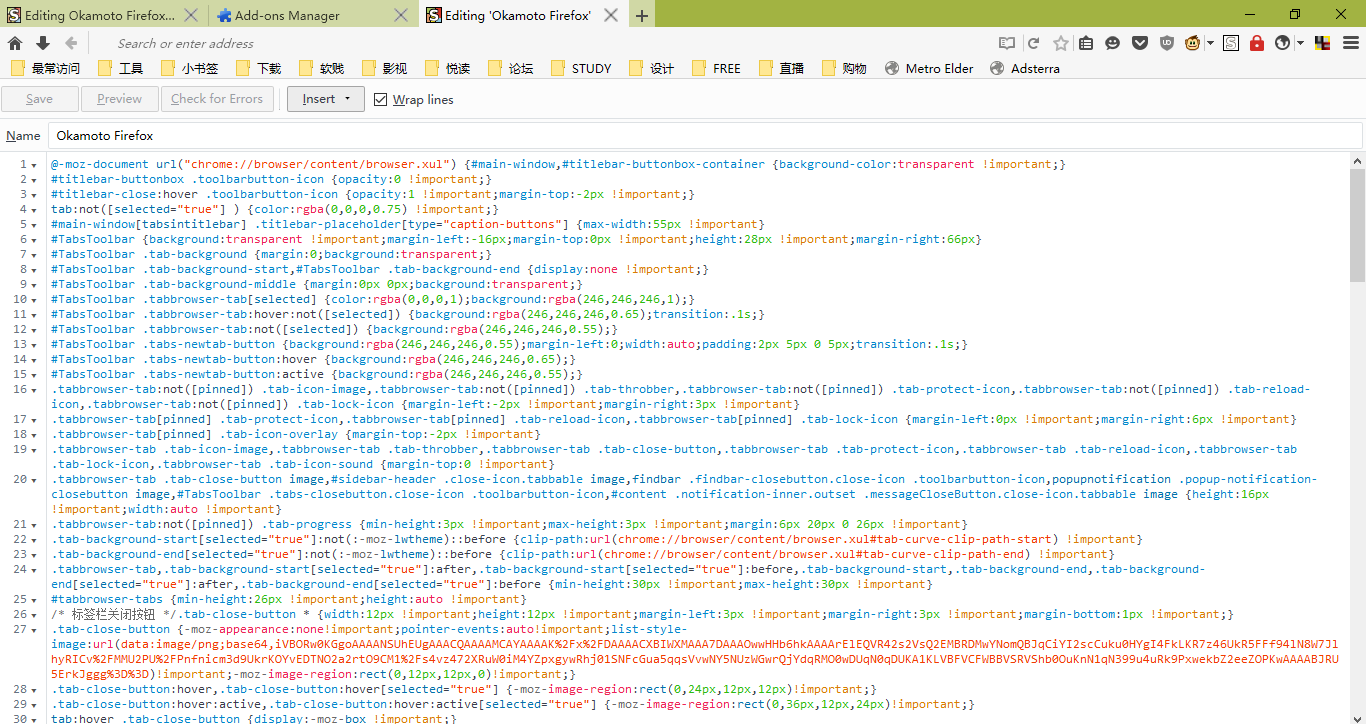 Editing Okamoto Firefox... Add-ons Manager Editing 'Okamoto Firefox'
Search or enter address
最常访问 工具 小书签 下载 软贱 影视 悦读 论坛 STUDY 设计 FREE 直播 购物 Metro Elder Adsterra
Save Preview Check for Errors Insert Wrap lines
Name Okamoto Firefox
1 @-moz-document url("chrome://browser/content/browser.xul") {#main-window,#titlebar-buttonbox-container {background-color:transparent !important;}
2 #titlebar-buttonbox .toolbarbutton-icon {opacity:0 !important;}
3 #titlebar-close:hover .toolbarbutton-icon {opacity:1 !important;margin-top:-2px !important;}
4 tab:not([selected="true"] ) {color:rgba(0,0,0,0.75) !important;}
5 #main-window[tabsintitlebar] .titlebar-placeholder[type="caption-buttons"] {max-width:55px !important}
6 #TabsToolbar {background:transparent !important;margin-left:-16px;margin-top:0px !important;height:28px !important;margin-right:66px}
7 #TabsToolbar .tab-background {margin:0;background:transparent;}
8 #TabsToolbar .tab-background-start,#TabsToolbar .tab-background-end {display:none !important;}
9 #TabsToolbar .tab-background-middle {margin:0px 0px;background:transparent;}
10 #TabsToolbar .tabbrowser-tab[selected] {color:rgba(0,0,0,1);background:rgba(246,246,246,1);}
11 #TabsToolbar .tabbrowser-tab:hover:not([selected]) {background:rgba(246,246,246,0.65);transition:.1s;}
12 #TabsToolbar .tabbrowser-tab:not([selected]) {background:rgba(246,246,246,0.55);}
13 #TabsToolbar .tabs-newtab-button {background:rgba(246,246,246,0.55);margin-left:0;width:auto;padding:2px 5px 0 5px;transition:.1s;}
14 #TabsToolbar .tabs-newtab-button:hover {background:rgba(246,246,246,0.65);}
15 #TabsToolbar .tabs-newtab-button:active {background:rgba(246,246,246,0.55);}
16 .tabbrowser-tab:not([pinned]) .tab-icon-image,.tabbrowser-tab:not([pinned]) .tab-throbber,.tabbrowser-tab:not([pinned]) .tab-protect-icon,.tabbrowser-tab:not([pinned]) .tab-reload-
icon,.tabbrowser-tab:not([pinned]) .tab-lock-icon {margin-left:-2px !important;margin-right:3px !important}
17 .tabbrowser-tab[pinned] .tab-protect-icon,.tabbrowser-tab[pinned] .tab-reload-icon,.tabbrowser-tab[pinned] .tab-lock-icon {margin-left:0px !important;margin-right:6px !important}
18 .tabbrowser-tab[pinned] .tab-icon-overlay {margin-top:-2px !important}
19 .tabbrowser-tab .tab-icon-image,.tabbrowser-tab .tab-throbber,.tabbrowser-tab .tab-close-button,.tabbrowser-tab .tab-protect-icon,.tabbrowser-tab .tab-reload-icon,.tabbrowser-tab
.tab-lock-icon,.tabbrowser-tab .tab-icon-sound {margin-top:0 !important}
20 .tabbrowser-tab .tab-close-button image,#sidebar-header .close-icon.tabbable image,findbar .findbar-closebutton.close-icon .toolbarbutton-icon,popupnotification .popup-notification-
closebutton image,#TabsToolbar .tabs-closebutton.close-icon .toolbarbutton-icon,#content .notification-inner.outset .messageCloseButton.close-icon.tabbable image {height:16px
!important;width:auto !important}
21 .tabbrowser-tab:not([pinned]) .tab-progress {min-height:3px !important;max-height:3px !important;margin:6px 20px 0 26px !important}
22 .tab-background-start[selected="true"]:not(:-moz-lwtheme)::before {clip-path:url(chrome://browser/content/browser.xul#tab-curve-clip-path-start) !important}
23 .tab-background-end[selected="true"]:not(:-moz-lwtheme)::before {clip-path:url(chrome://browser/content/browser.xul#tab-curve-clip-path-end) !important}
24 .tabbrowser-tab,.tab-background-start[selected="true"]:after,.tab-background-start[selected="true"]:before,.tab-background-start,.tab-background-end,.tab-background-
end[selected="true"]:after,.tab-background-end[selected="true"]:before {min-height:30px !important;max-height:30px !important}
25 #tabbrowser-tabs {min-height:26px !important;height:auto !important}
26 /* 标签栏关闭按钮 */.tab-close-button * {width:12px !important;height:12px !important;margin-left:3px !important;margin-right:3px !important;margin-bottom:1px !important;}
27 .tab-close-button {-moz-appearance:none!important;pointer-events:auto!important;list-style-
28 .tab-close-button:hover,.tab-close-button:hover[selected="true"] {-moz-image-region:rect(0,24px,12px,12px)!important;}
29 .tab-close-button:hover:active,.tab-close-button:hover:active[selected="true"] {-moz-image-region:rect(0,36px,12px,24px)!important;}
30 tab:hover .tab-close-button {display:-moz-box !important;}